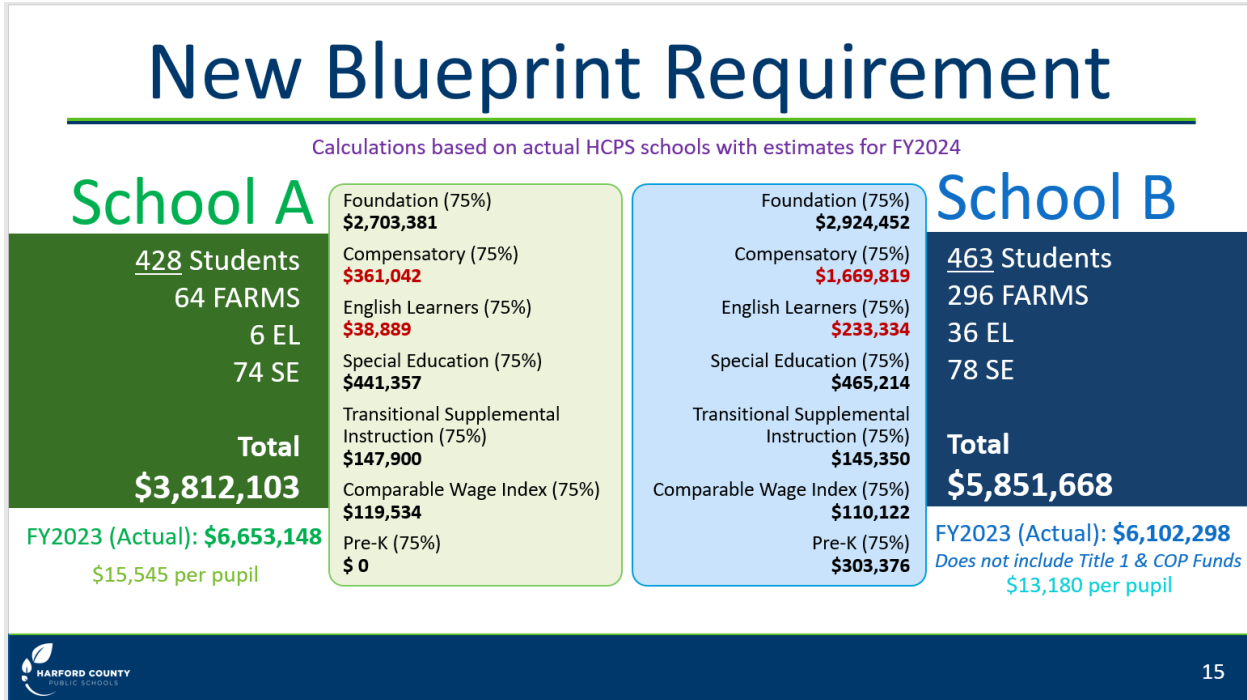 New Blueprint Requirement
Calculations based on actual HCPS schools with estimates for FY2024
School A
428 Students
64 FARMS
6 EL
74 SE
Total
$3,812,103
FY2023 (Actual): $6,653,148
$15,545 per pupil
Foundation (75%)
$2,703,381
Compensatory (75%)
$361,042
English Learners (75%)
$38,889
Special Education (75%)
$441,357
Transitional Supplemental
Instruction (75%)
$147,900
Comparable Wage Index (75%)
$119,534
Pre-K (75%)
$ 0
Foundation (75%)
$2,924,452
Compensatory (75%)
$1,669,819
English Learners (75%)
$233,334
Special Education (75%)
$465,214
Transitional Supplemental
Instruction (75%)
$145,350
Comparable Wage Index (75%)
$110,122
Pre-K (75%)
$303,376
School B
463 Students
296 FARMS
36 EL
78 SE
Total
$5,851,668
FY2023 (Actual): $6,102,298
Does not include Title 1 & COP Funds
$13,180 per pupil
HARFORD COUNTY
PUBLIC SCHOOLS
15